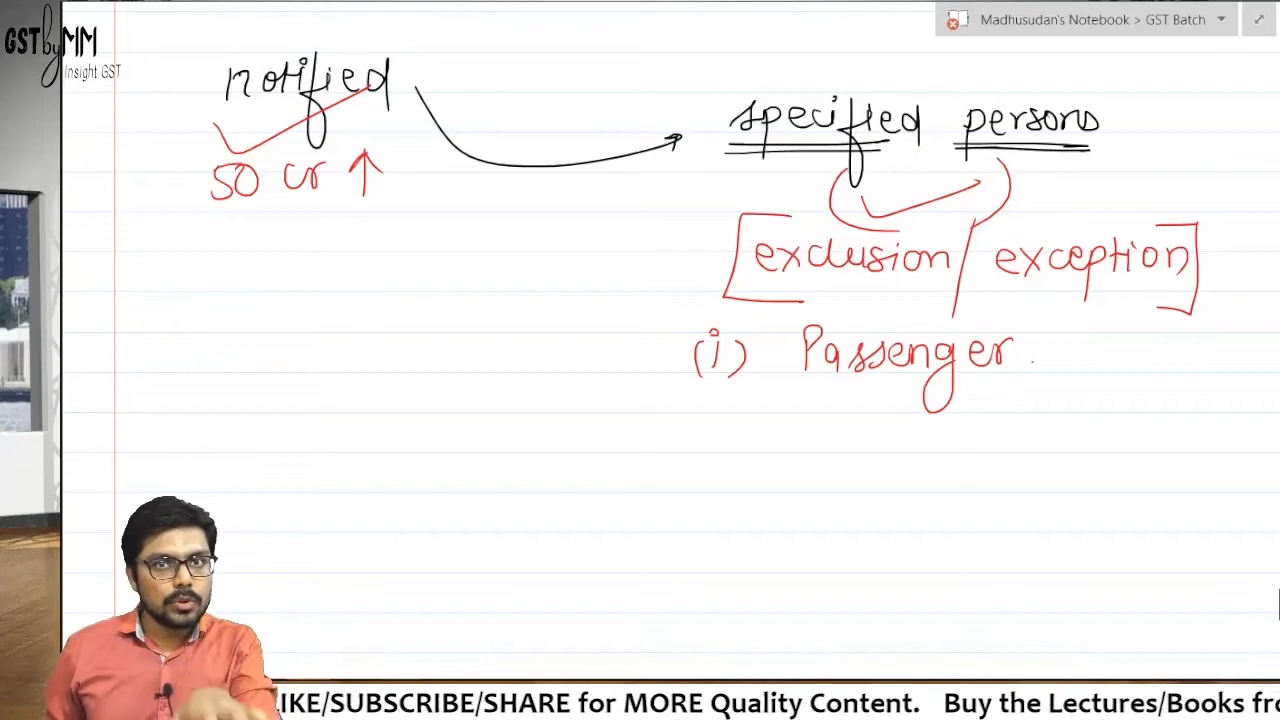 GST by MM
Insight GST
Madhusudan's Notebook > GST Batch
notified
50 cr ↑
specified persons
[exclusion / exception]
(i) Passenger.
LIKE/SUBSCRIBE/SHARE for MORE Quality Content. Buy the Lectures/Books fro